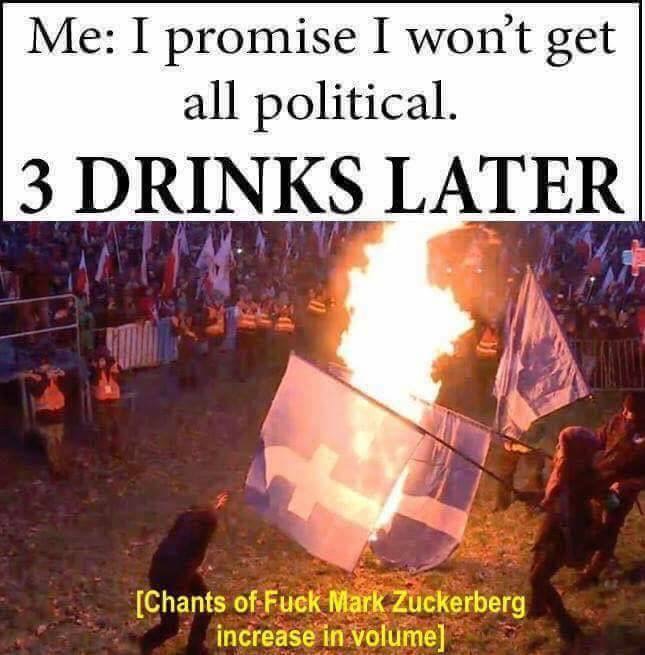 Me: I promise I won't get
all political.
3 DRINKS LATER
[Chants of Fuck Mark Zuckerberg
increase in volume]